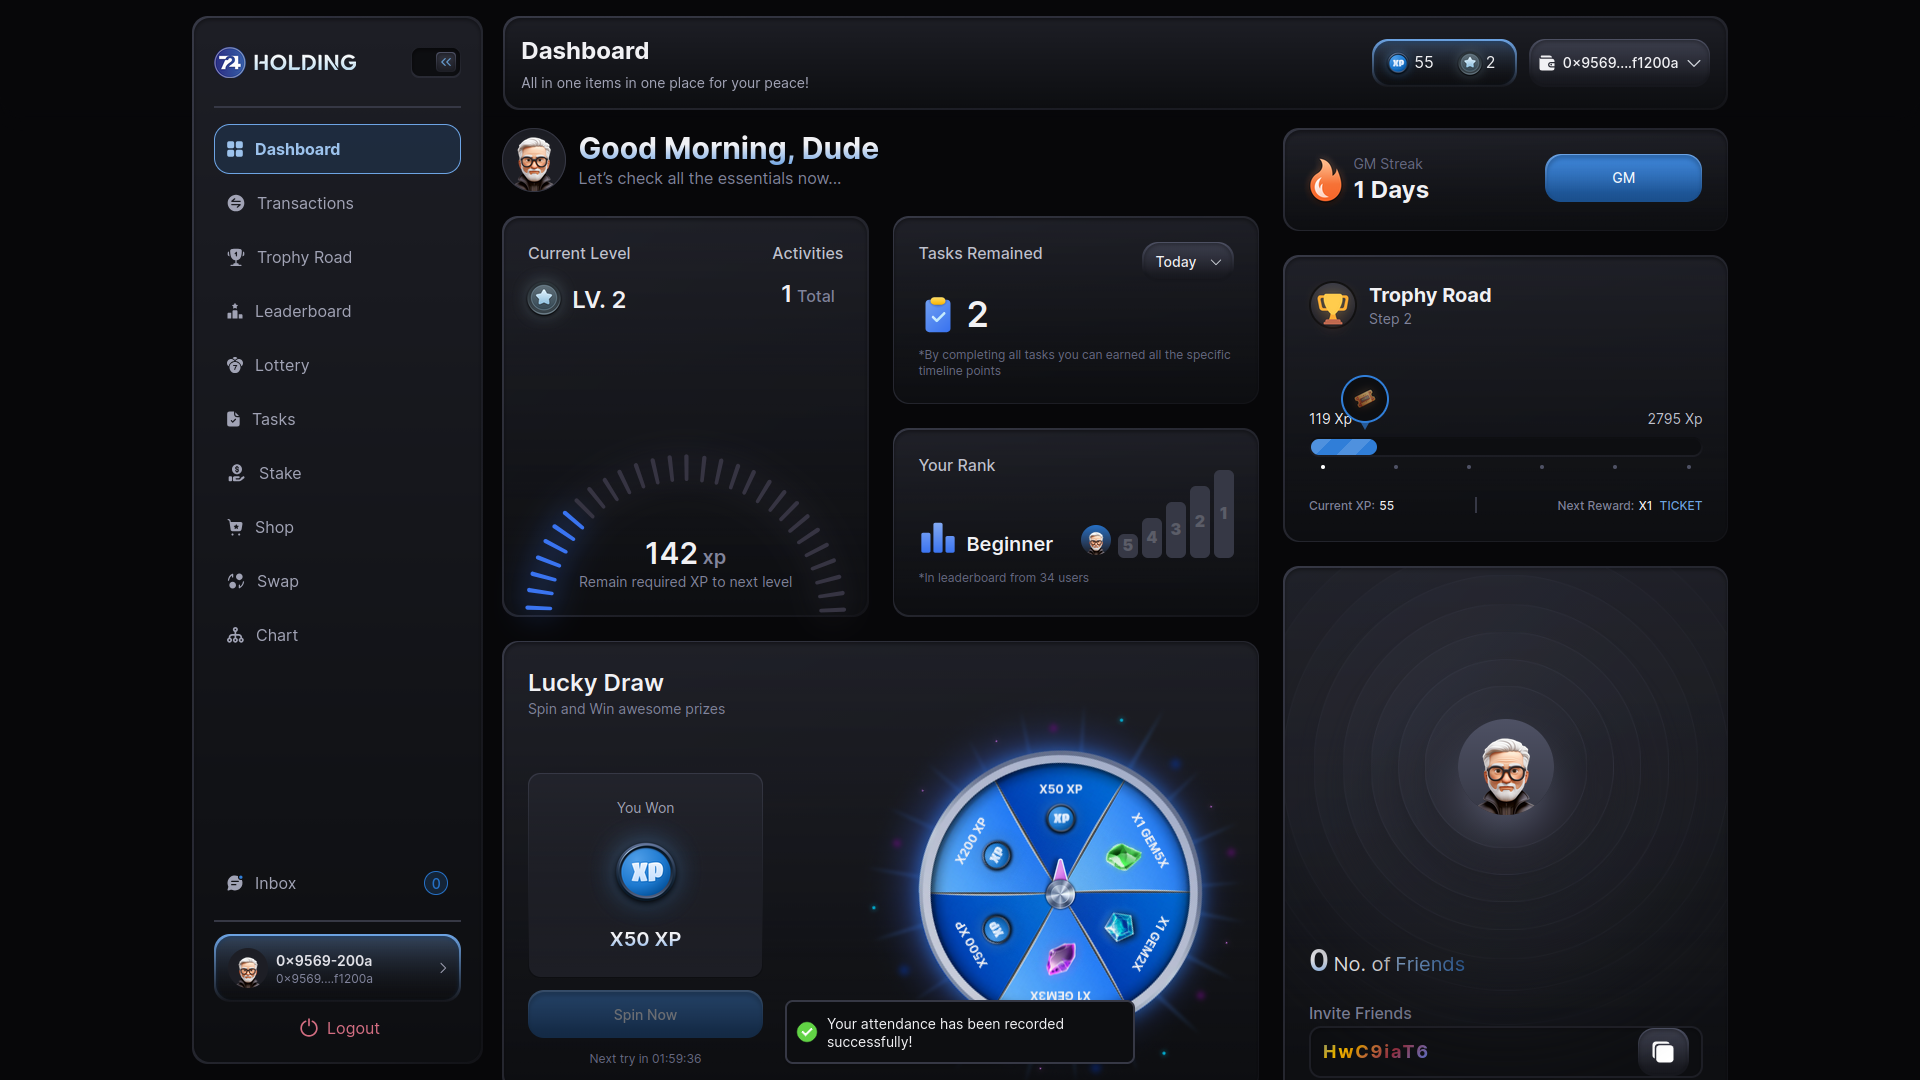 HOLDING
Dashboard
Transactions
Trophy Road
Leaderboard
Lottery
Tasks
Stake
Shop
Swap
Chart
Inbox
0
0×9569-200a
0×9569....f1200a
Logout
Dashboard
All in one items in one place for your peace!
XP 55 2
0×9569....f1200a
Good Morning, Dude
Let's check all the essentials now...
Current Level
Activities
LV. 2
1 Total
142 xp
Remain required XP to next level
Tasks Remained
Today
2
*By completing all tasks you can earned all the specific
timeline points
Your Rank
Beginner
5 4 3 2 1
*In leaderboard from 34 users
Lucky Draw
Spin and Win awesome prizes
You Won
XP
X50 XP
Spin Now
Next try in 01:59:36
X50 XP
XP
X1 GEM5X
X1 GEM2X
X1 GEM3X
X500 XP
XP
X200 XP
XP
Your attendance has been recorded
successfully!
GM Streak
1 Days
GM
Trophy Road
Step 2
119 Xp
2795 Xp
Current XP: 55
Next Reward: X1 TICKET
0 No. of Friends
Invite Friends
HwC9iaT6